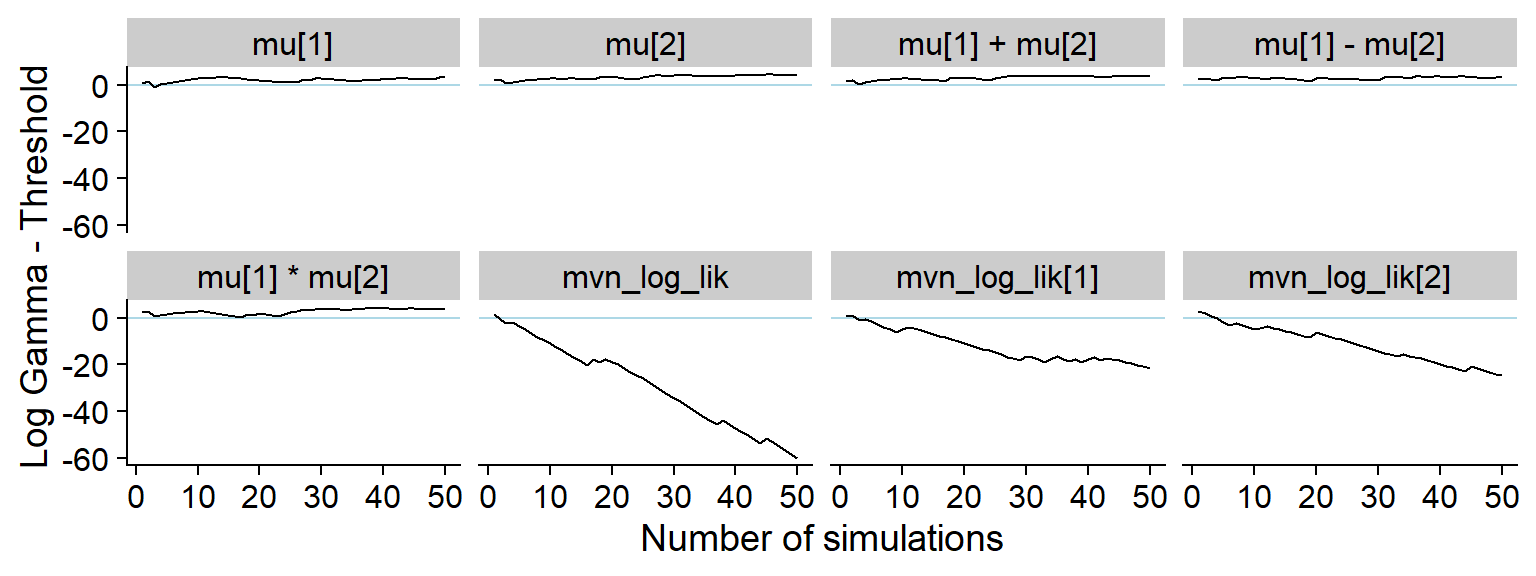 mu[1] mu[2] mu[1] + mu[2] mu[1] - mu[2]
0
-20
-40
-60
Log Gamma - Threshold
mu[1] * mu[2] mvn_log_lik mvn_log_lik[1] mvn_log_lik[2]
0
-20
-40
-60
0 10 20 30 40 50 0 10 20 30 40 50 0 10 20 30 40 50 0 10 20 30 40 50
Number of simulations